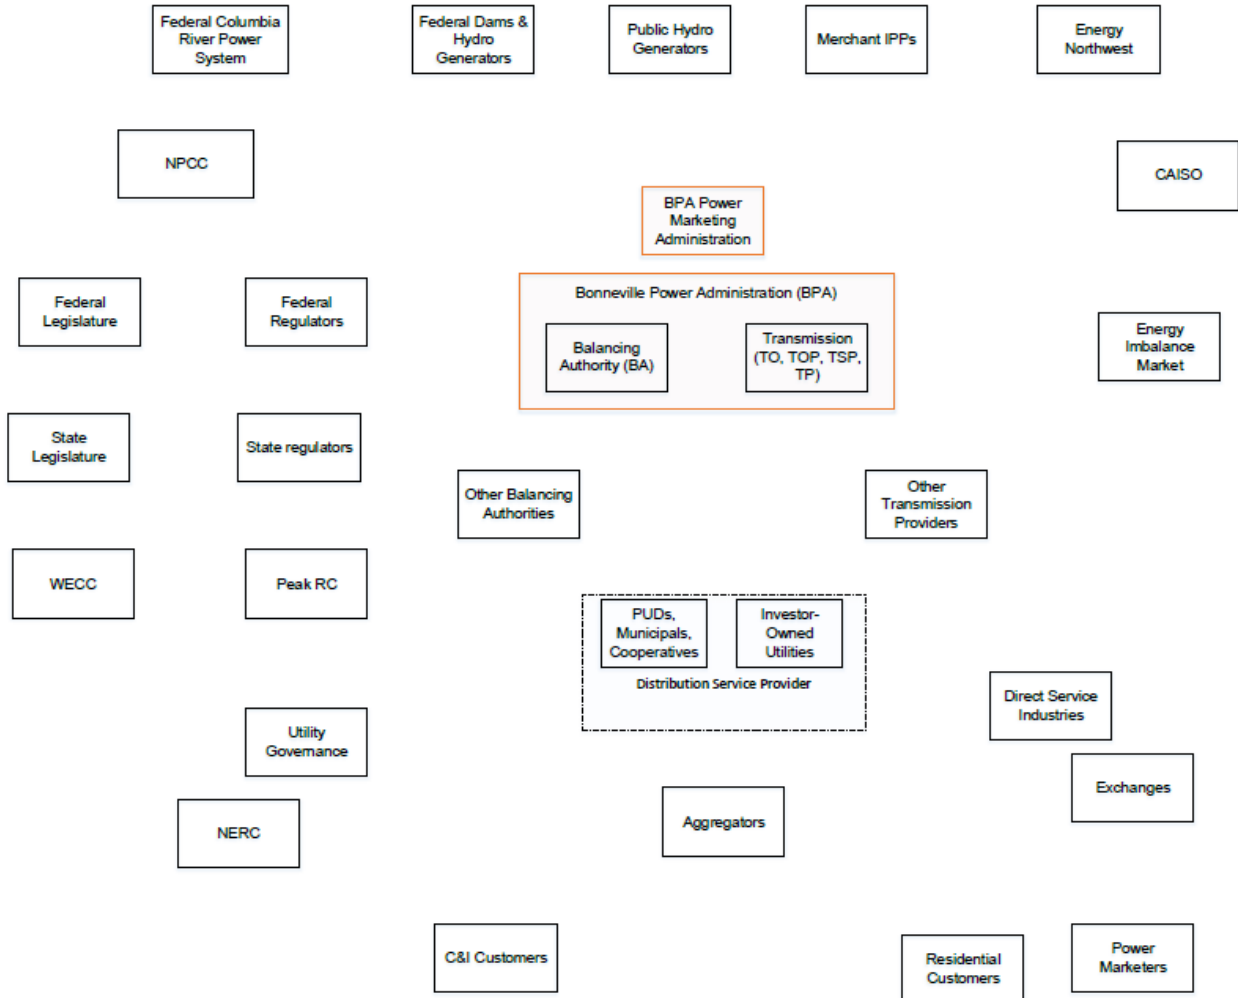 Federal Columbia
River Power
System
Federal Dams &
Hydro
Generators
Public Hydro
Generators
Merchant IPPs
Energy
Northwest
NPCC
CAISO
BPA Power
Marketing
Administration
Federal
Legislature
Federal
Regulators
Bonneville Power Administration (BPA)
Balancing
Authority (BA)
Transmission
(TO, TOP, TSP,
TP)
Energy
Imbalance
Market
State
Legislature
State regulators
Other Balancing
Authorities
Other
Transmission
Providers
WECC
Peak RC
PUDs,
Municipals,
Cooperatives
Investor-
Owned
Utilities
Distribution Service Provider
Direct Service
Industries
Utility
Governance
Exchanges
NERC
Aggregators
C&I Customers
Residential
Customers
Power
Marketers